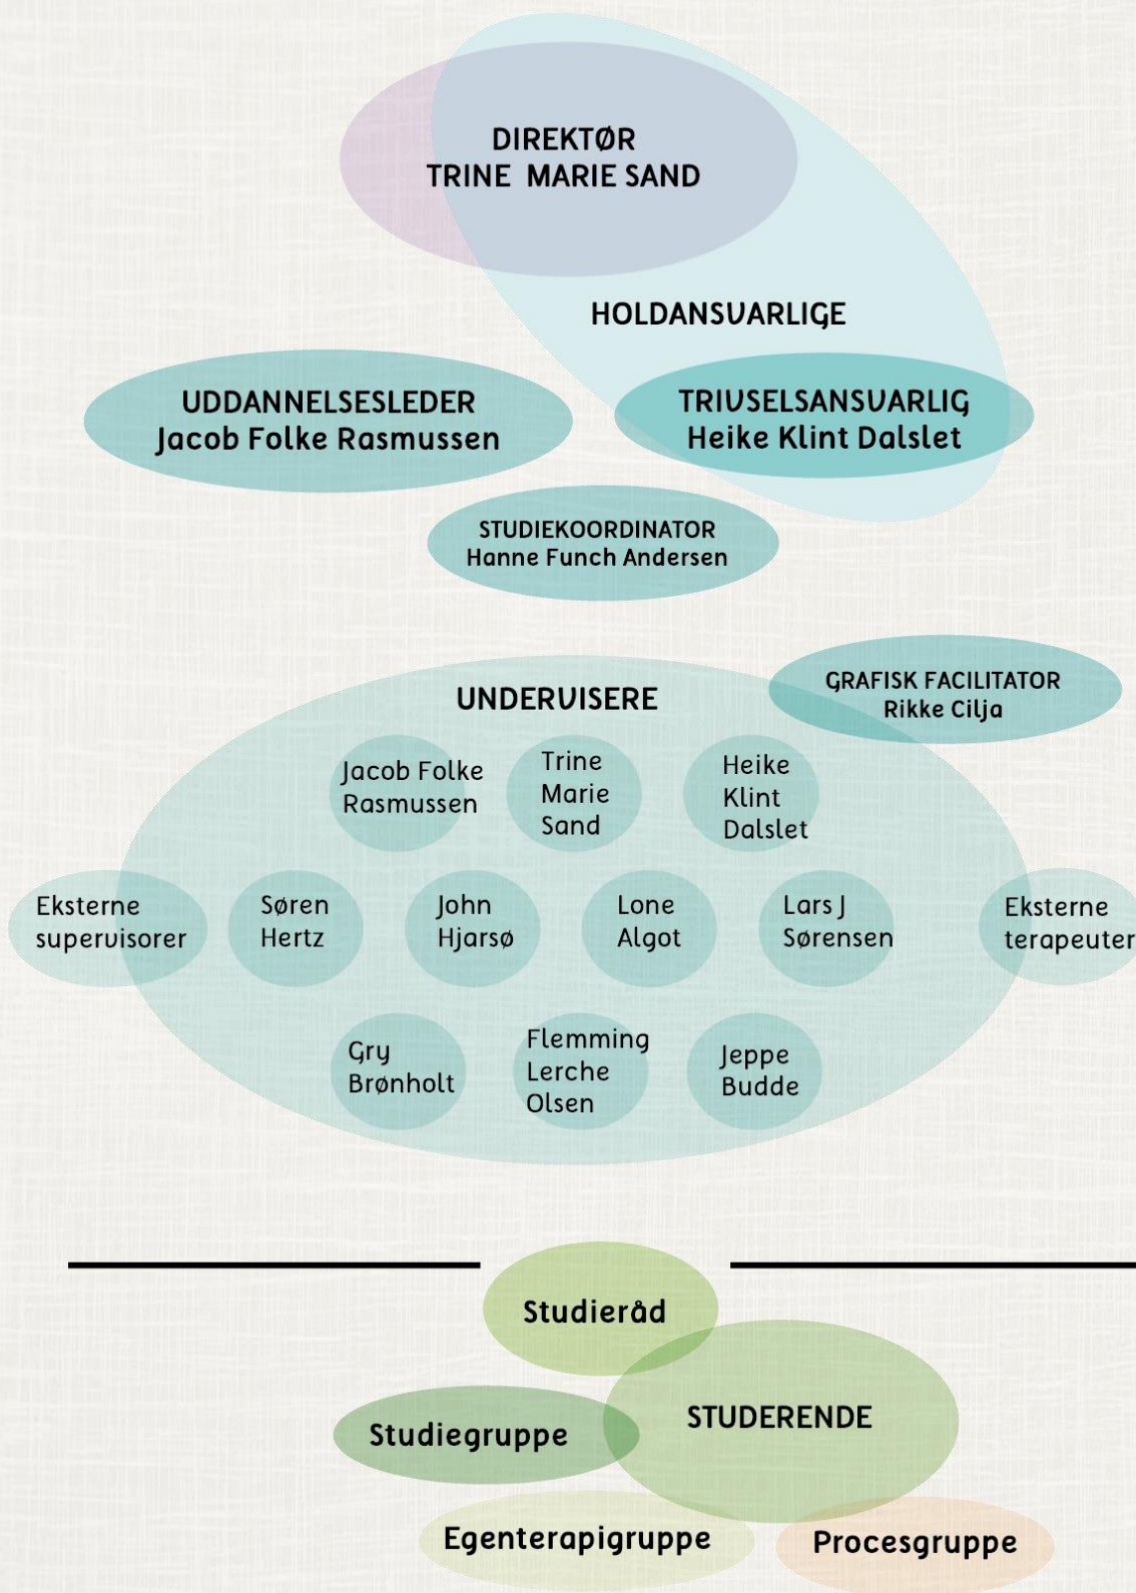 DIREKTØR
TRINE MARIE SAND
HOLDANSVARLIGE
UDDANNELSESLEDER
Jacob Folke Rasmussen
TRIVSELSANSVARLIG
Heike Klint Dalslet
STUDIEKOORDINATOR
Hanne Funch Andersen
GRAFISK FACILITATOR
Rikke Cilja
UNDERVISERE
Jacob Folke
Rasmussen
Trine
Marie
Sand
Heike
Klint
Dalslet
Eksterne
supervisorer
Søren
Hertz
John
Hjarsø
Lone
Algot
Lars J
Sørensen
Eksterne
terapeuter
Gry
Brønholt
Flemming
Lerche
Olsen
Jeppe
Budde
Studieråd
STUDERENDE
Studiegruppe
Egenterapigruppe
Procesgruppe